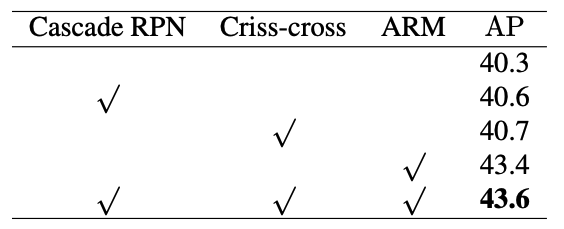 Cascade RPN Criss-cross ARM AP
40.3
√ 40.6
√ 40.7
√ 43.4
√ √ √ 43.6